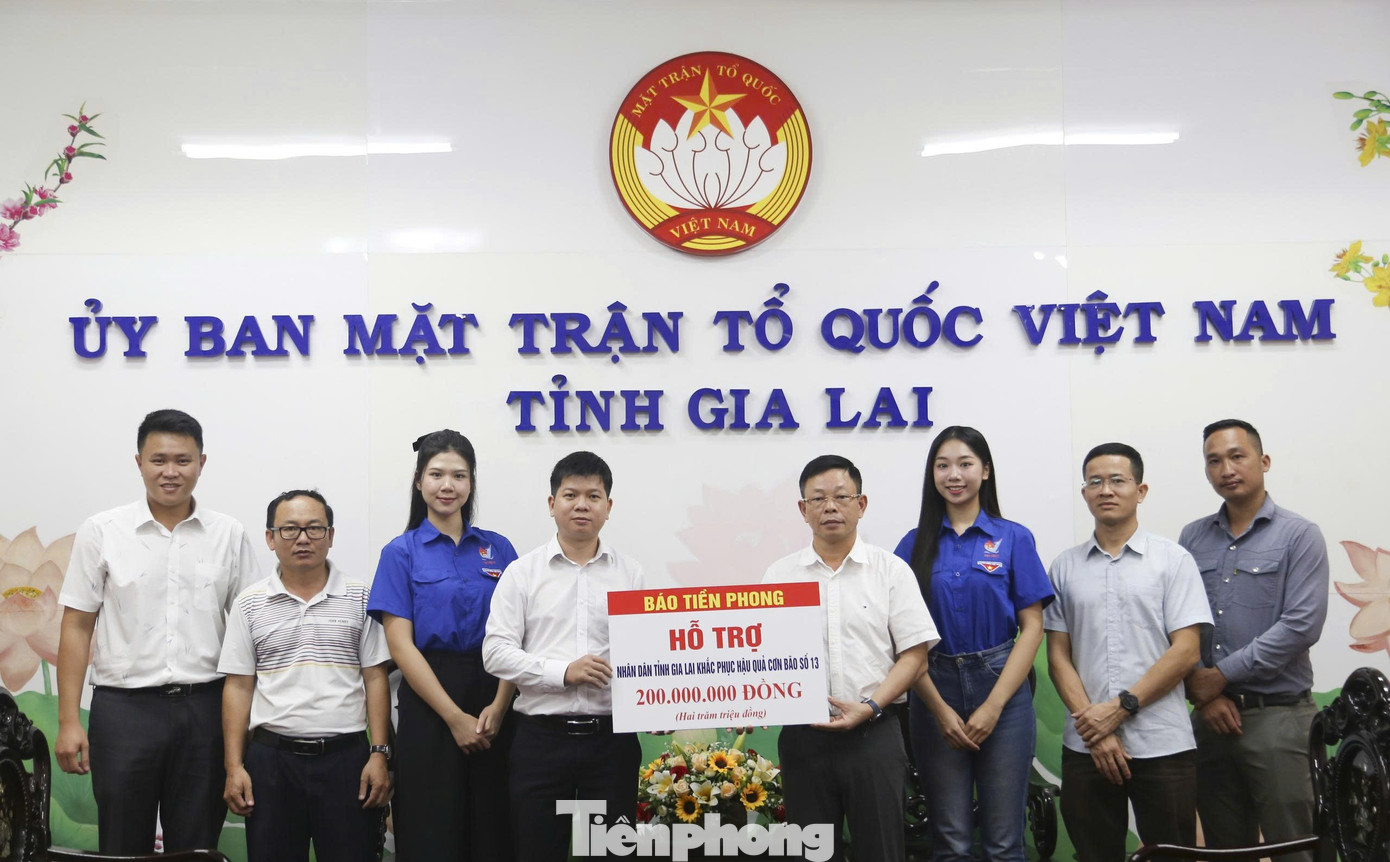 MẶT TRẬN TỔ QUỐC
VIỆT NAM
ỦY BAN MẶT TRẬN TỔ QUỐC VIỆT NAM
TỈNH GIA LAI
BÁO TIỀN PHONG
HỖ TRỢ
NHÂN DÂN TỈNH GIA LAI KHẮC PHỤC HẬU QUẢ CƠN BÃO SỐ 13
200.000.000 ĐỒNG
(Hai trăm triệu đồng)
Tiềnphong